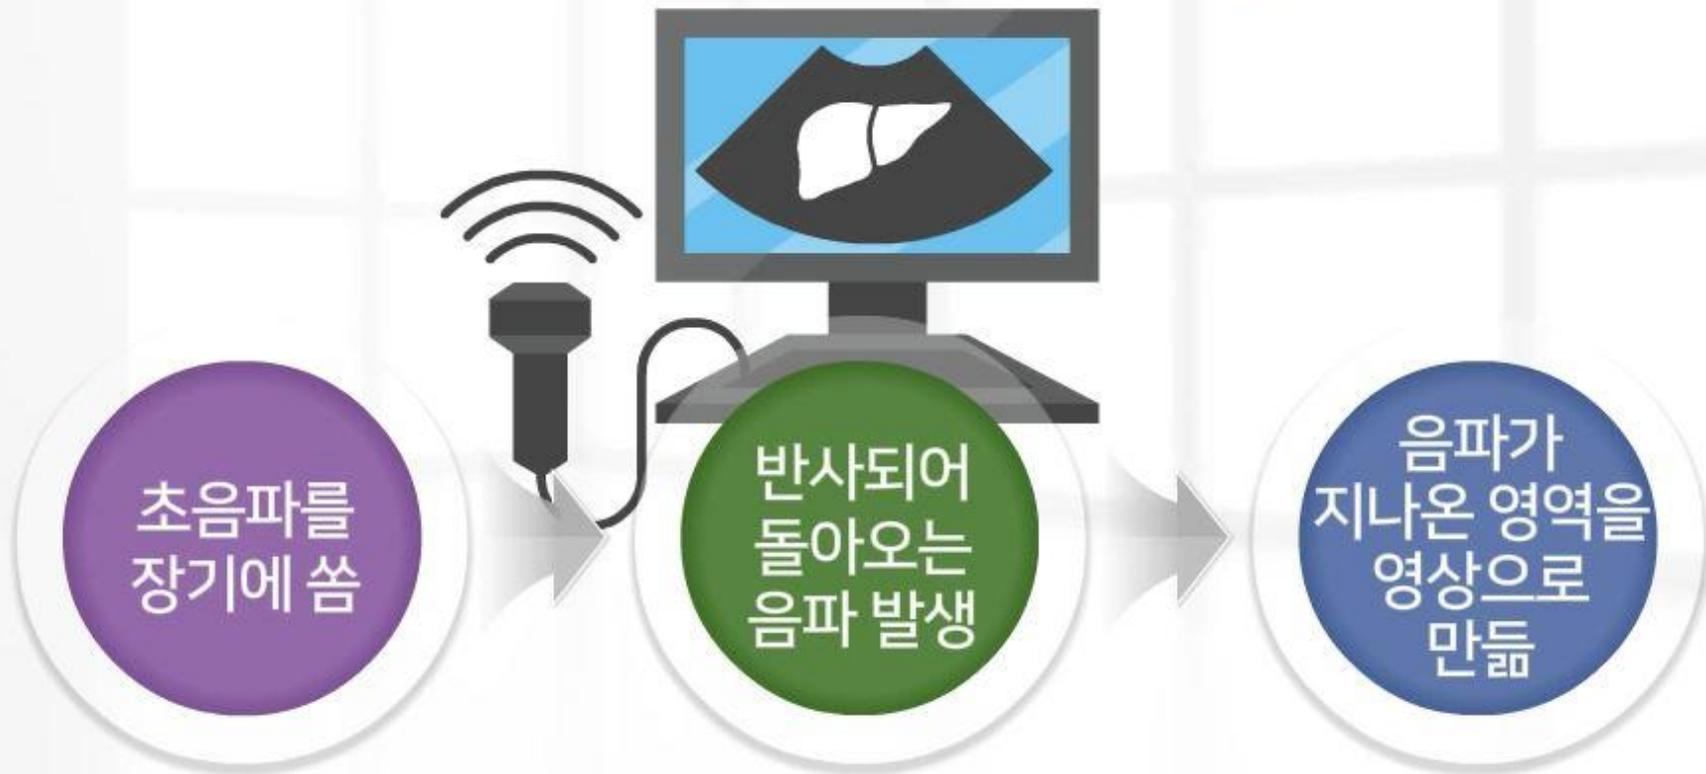 초음파를
장기에 쏨
반사되어
돌아오는
음파 발생
음파가
지나온 영역을
영상으로
만듦